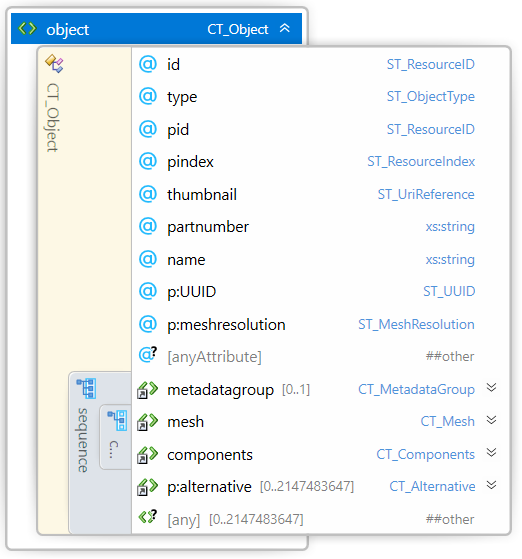 object CT_Object
CT_Object
id ST_ResourceID
type ST_ObjectType
pid ST_ResourceID
pindex ST_ResourceIndex
thumbnail ST_UriReference
partnumber xs:string
name xs:string
p:UUID ST_UUID
p:meshresolution ST_MeshResolution
[anyAttribute] ##other
sequence
c...
metadatagroup [0..1] CT_MetadataGroup
mesh CT_Mesh
components CT_Components
p:alternative [0..2147483647] CT_Alternative
[any] [0..2147483647] ##other